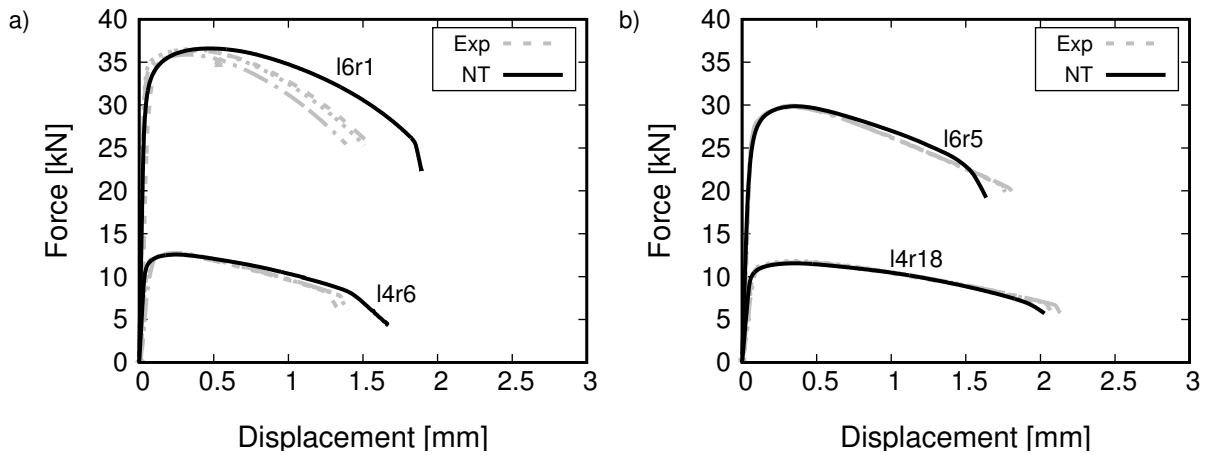 a)
40
35
30
25
20
15
10
5
0
Force [kN]
Exp
NT
l6r1
l4r6
0 0.5 1 1.5 2 2.5 3
Displacement [mm]
b)
40
35
30
25
20
15
10
5
0
Force [kN]
Exp
NT
l6r5
l4r18
0 0.5 1 1.5 2 2.5 3
Displacement [mm]